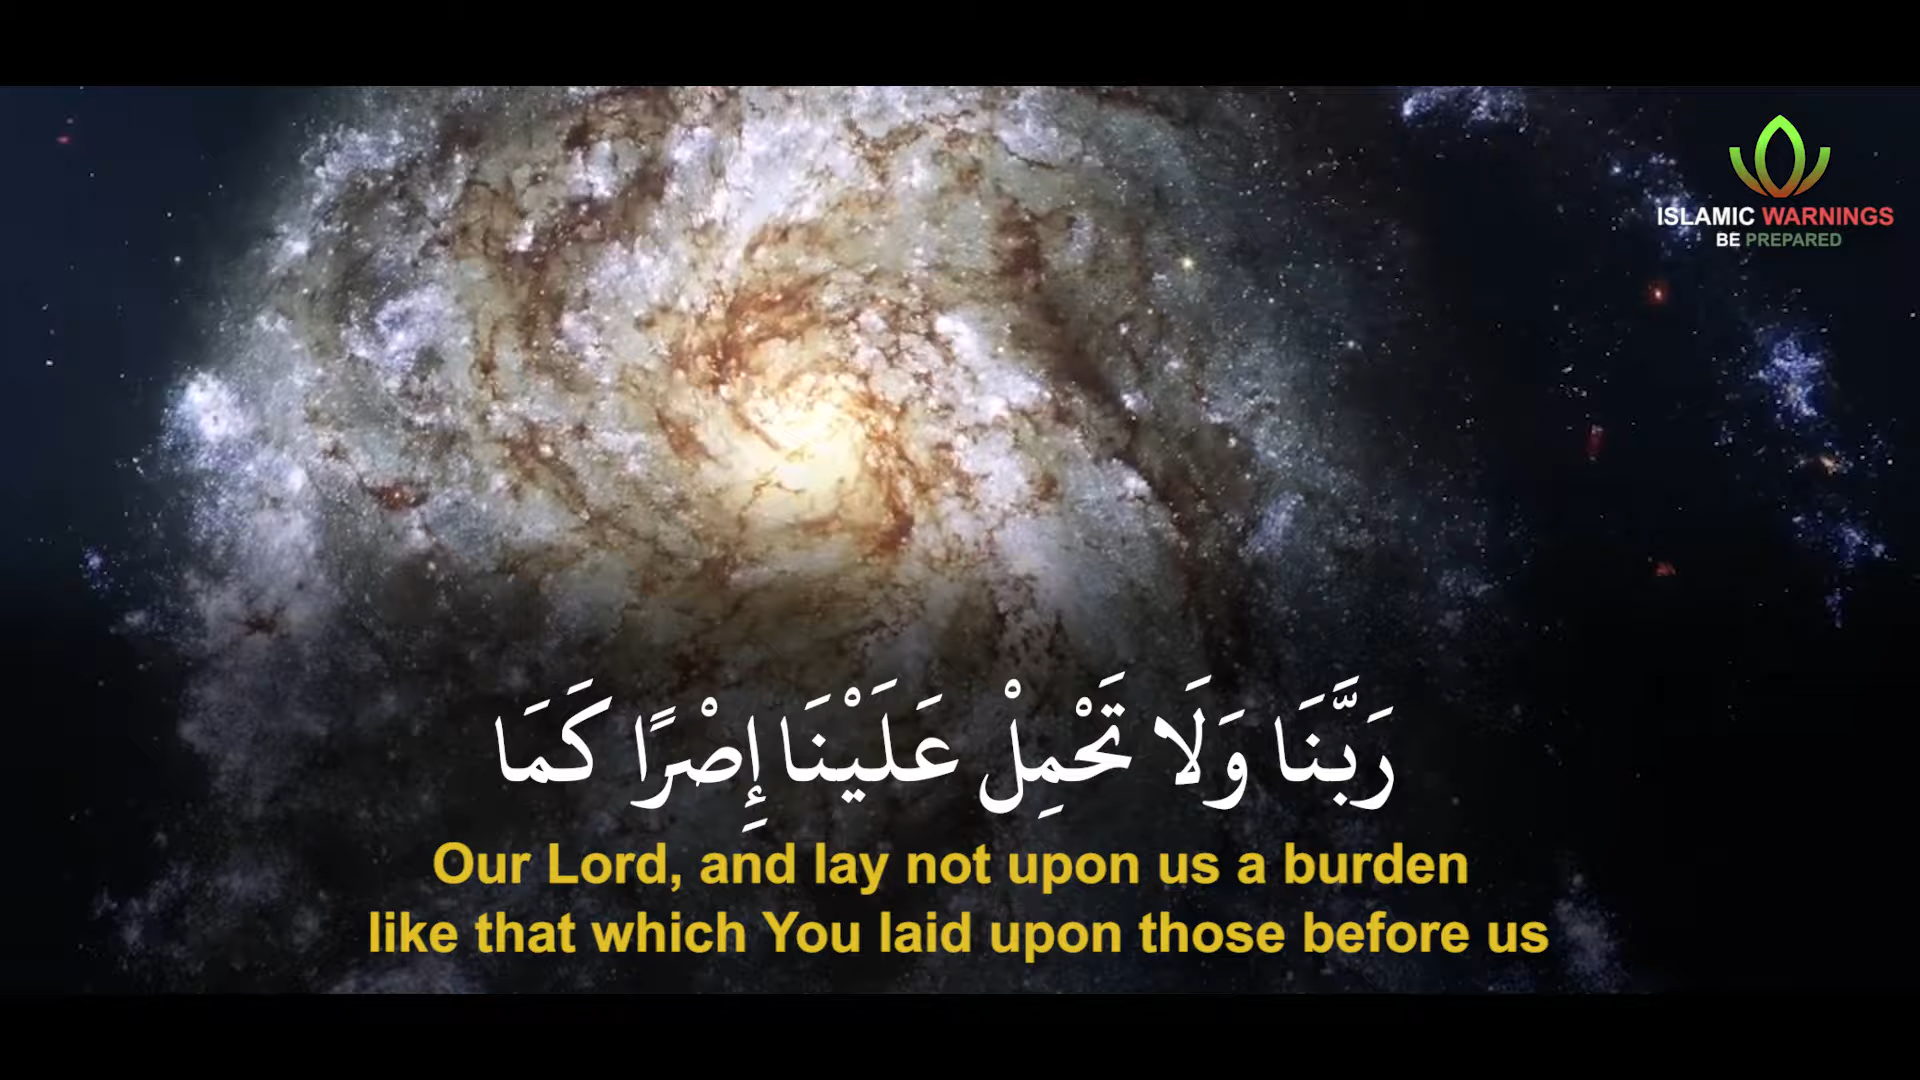 ISLAMIC WARNINGS
BE PREPARED
رَبَّنَا وَلَا تَحْمِلْ عَلَيْنَا إِصْرًا كَمَا
Our Lord, and lay not upon us a burden
like that which You laid upon those before us